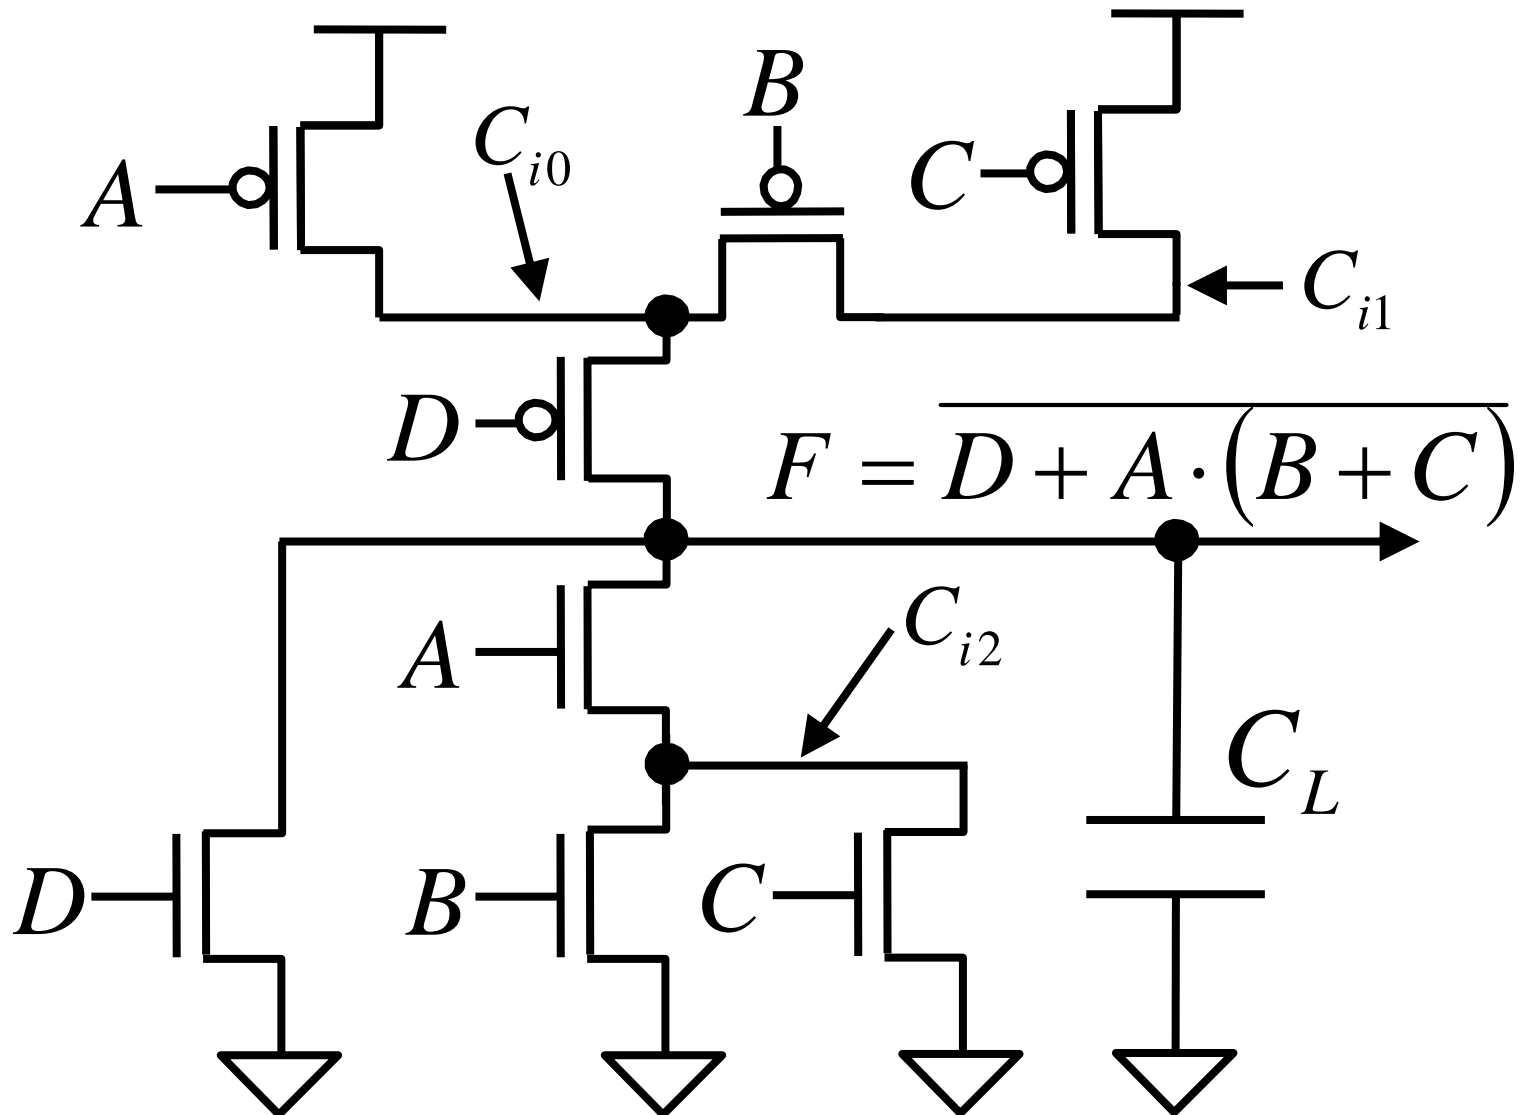 B
C_{i0}
C
A
C_{i1}
D
F = \overline{D + A \cdot (B + C)}
C_{i2}
A
C_L
D
B
C